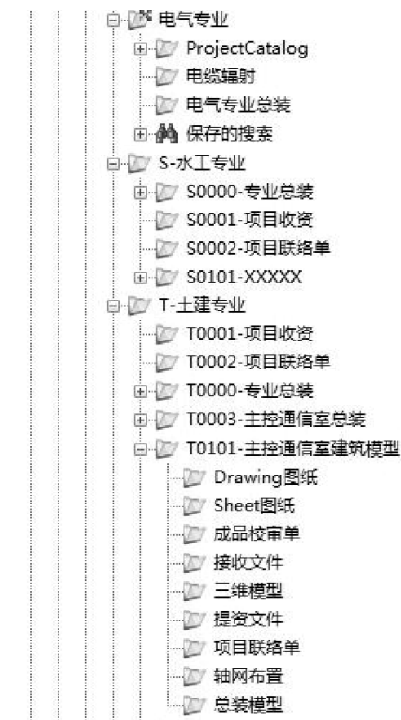 电气专业
ProjectCatalog
电缆辐射
电气专业总装
保存的搜索
S-水工专业
S0000-专业总装
S0001-项目收资
S0002-项目联络单
S0101-XXXXX
T-土建专业
T0001-项目收资
T0002-项目联络单
T0000-专业总装
T0003-主控通信室总装
T0101-主控通信室建筑模型
Drawing图纸
Sheet图纸
成品校审单
接收文件
三维模型
提资文件
项目联络单
轴网布置
总装模型